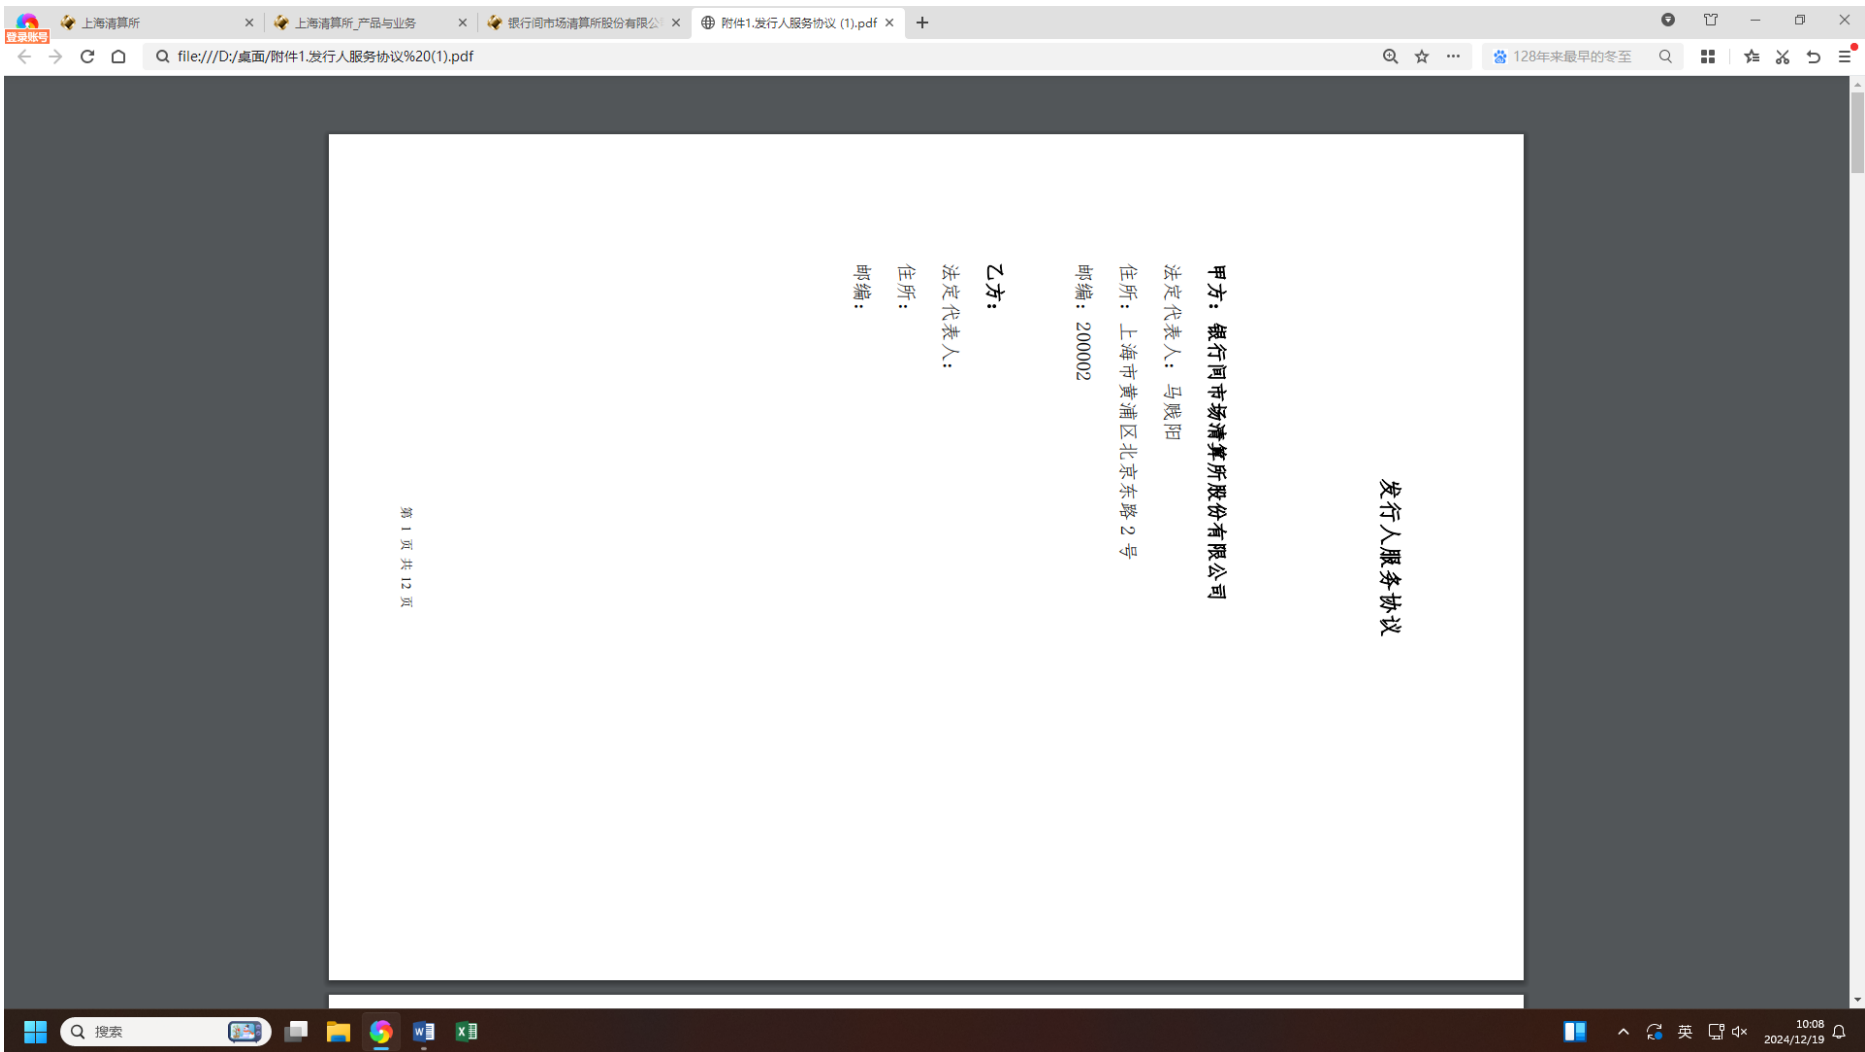 上海清算所
上海清算所_产品与业务
银行间市场清算所股份有限公
附件1.发行人服务协议 (1).pdf
登录账号
file:///D:/桌面/附件1.发行人服务协议%20(1).pdf
128年来最早的冬至
发行人服务协议
甲方：银行间市场清算所股份有限公司
法定代表人：马贱阳
住所：上海市黄浦区北京东路 2 号
邮编：200002
乙方：
法定代表人：
住所：
邮编：
第 1 页 共 12 页
搜索
英
10:08
2024/12/19